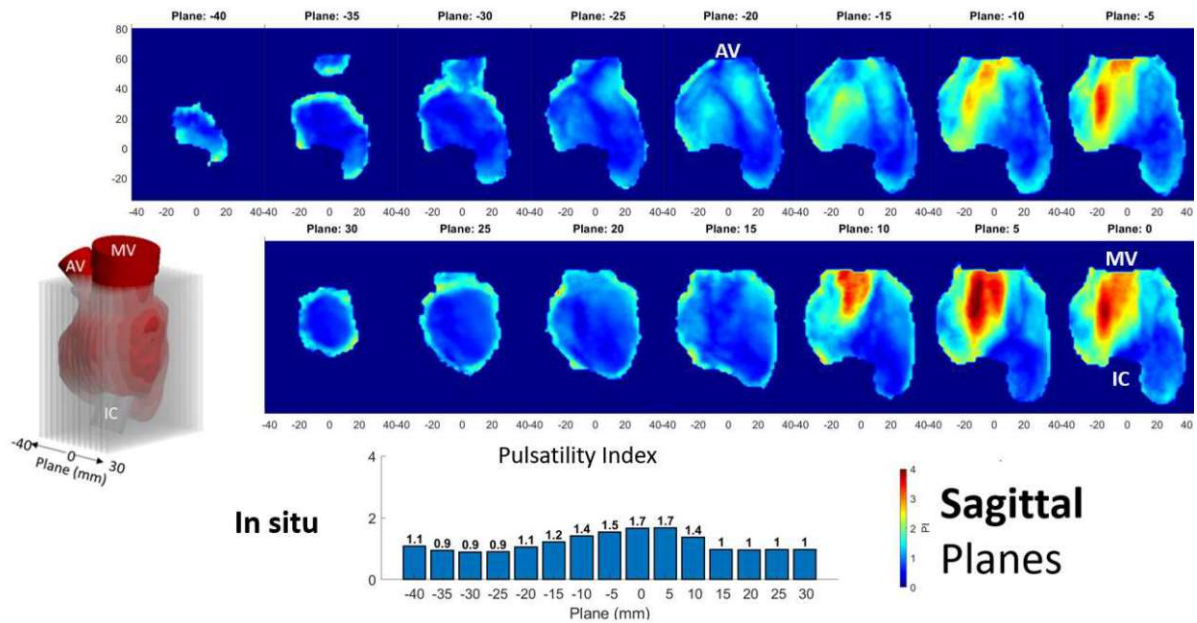 Plane: -40 Plane: -35 Plane: -30 Plane: -25 Plane: -20 Plane: -15 Plane: -10 Plane: -5
80
60
40
20
0
-20
AV
-40 -20 0 20 40 -20 0 20 40-40 -20 0 20 40-40 -20 0 20 40-40 -20 0 20 40-40 -20 0 20 40-40 -20 0 20 40-40 -20 0 20 40
Plane: 30 Plane: 25 Plane: 20 Plane: 15 Plane: 10 Plane: 5 Plane: 0
MV
IC
-40 -20 0 20 40-40 -20 0 20 40-40 -20 0 20 40-40 -20 0 20 40-40 -20 0 20 40-40 -20 0 20 40-40 -20 0 20 40
MV
AV
IC
-40
0
30
Plane (mm)
In situ
Pulsatility Index
4
2
0
1.1 0.9 0.9 0.9 1.1 1.2 1.4 1.5 1.7 1.7 1.4 1 1 1 1
-40 -35 -30 -25 -20 -15 -10 -5 0 5 10 15 20 25 30
Plane (mm)
4
3
2
1
0
PI
Sagittal
Planes